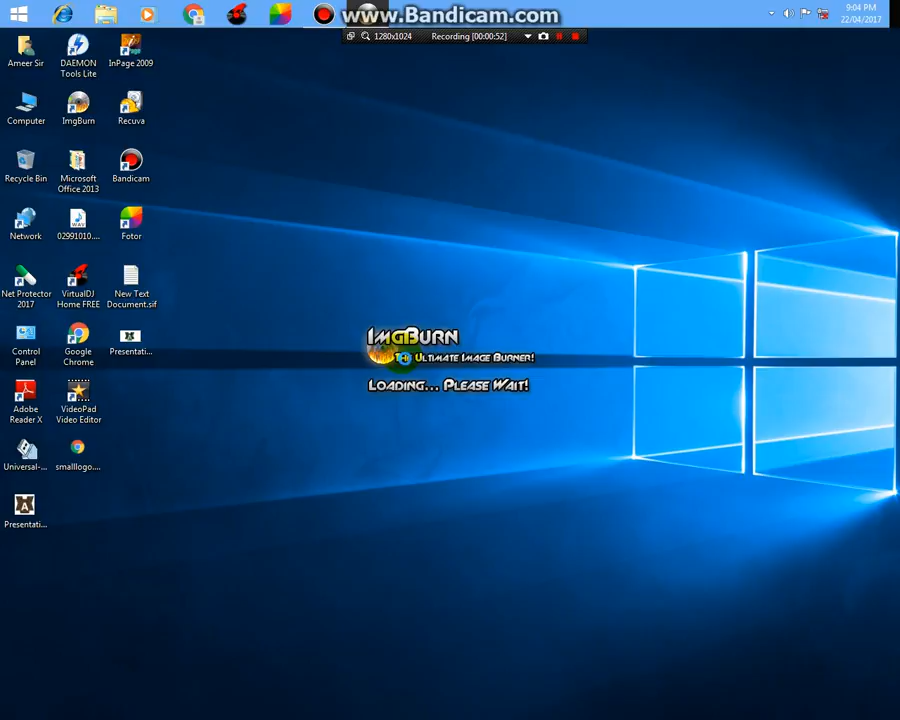 www.Bandicam.com
9:04 PM
22/04/2017
1280x1024
Recording [00:00:52]
Ameer Sir
DAEMON
Tools Lite
InPage 2009
Computer
ImgBurn
Recuva
Recycle Bin
Microsoft
Office 2013
Bandicam
Network
02991010....
Fotor
Net Protector
2017
VirtualDJ
Home FREE
New Text
Document.sif
Control
Panel
Google
Chrome
Presentati...
Adobe
Reader X
VideoPad
Video Editor
Universal-...
smalllogo....
Presentati...
ImgBurn
Ultimate Image Burner!
Loading... Please Wait!